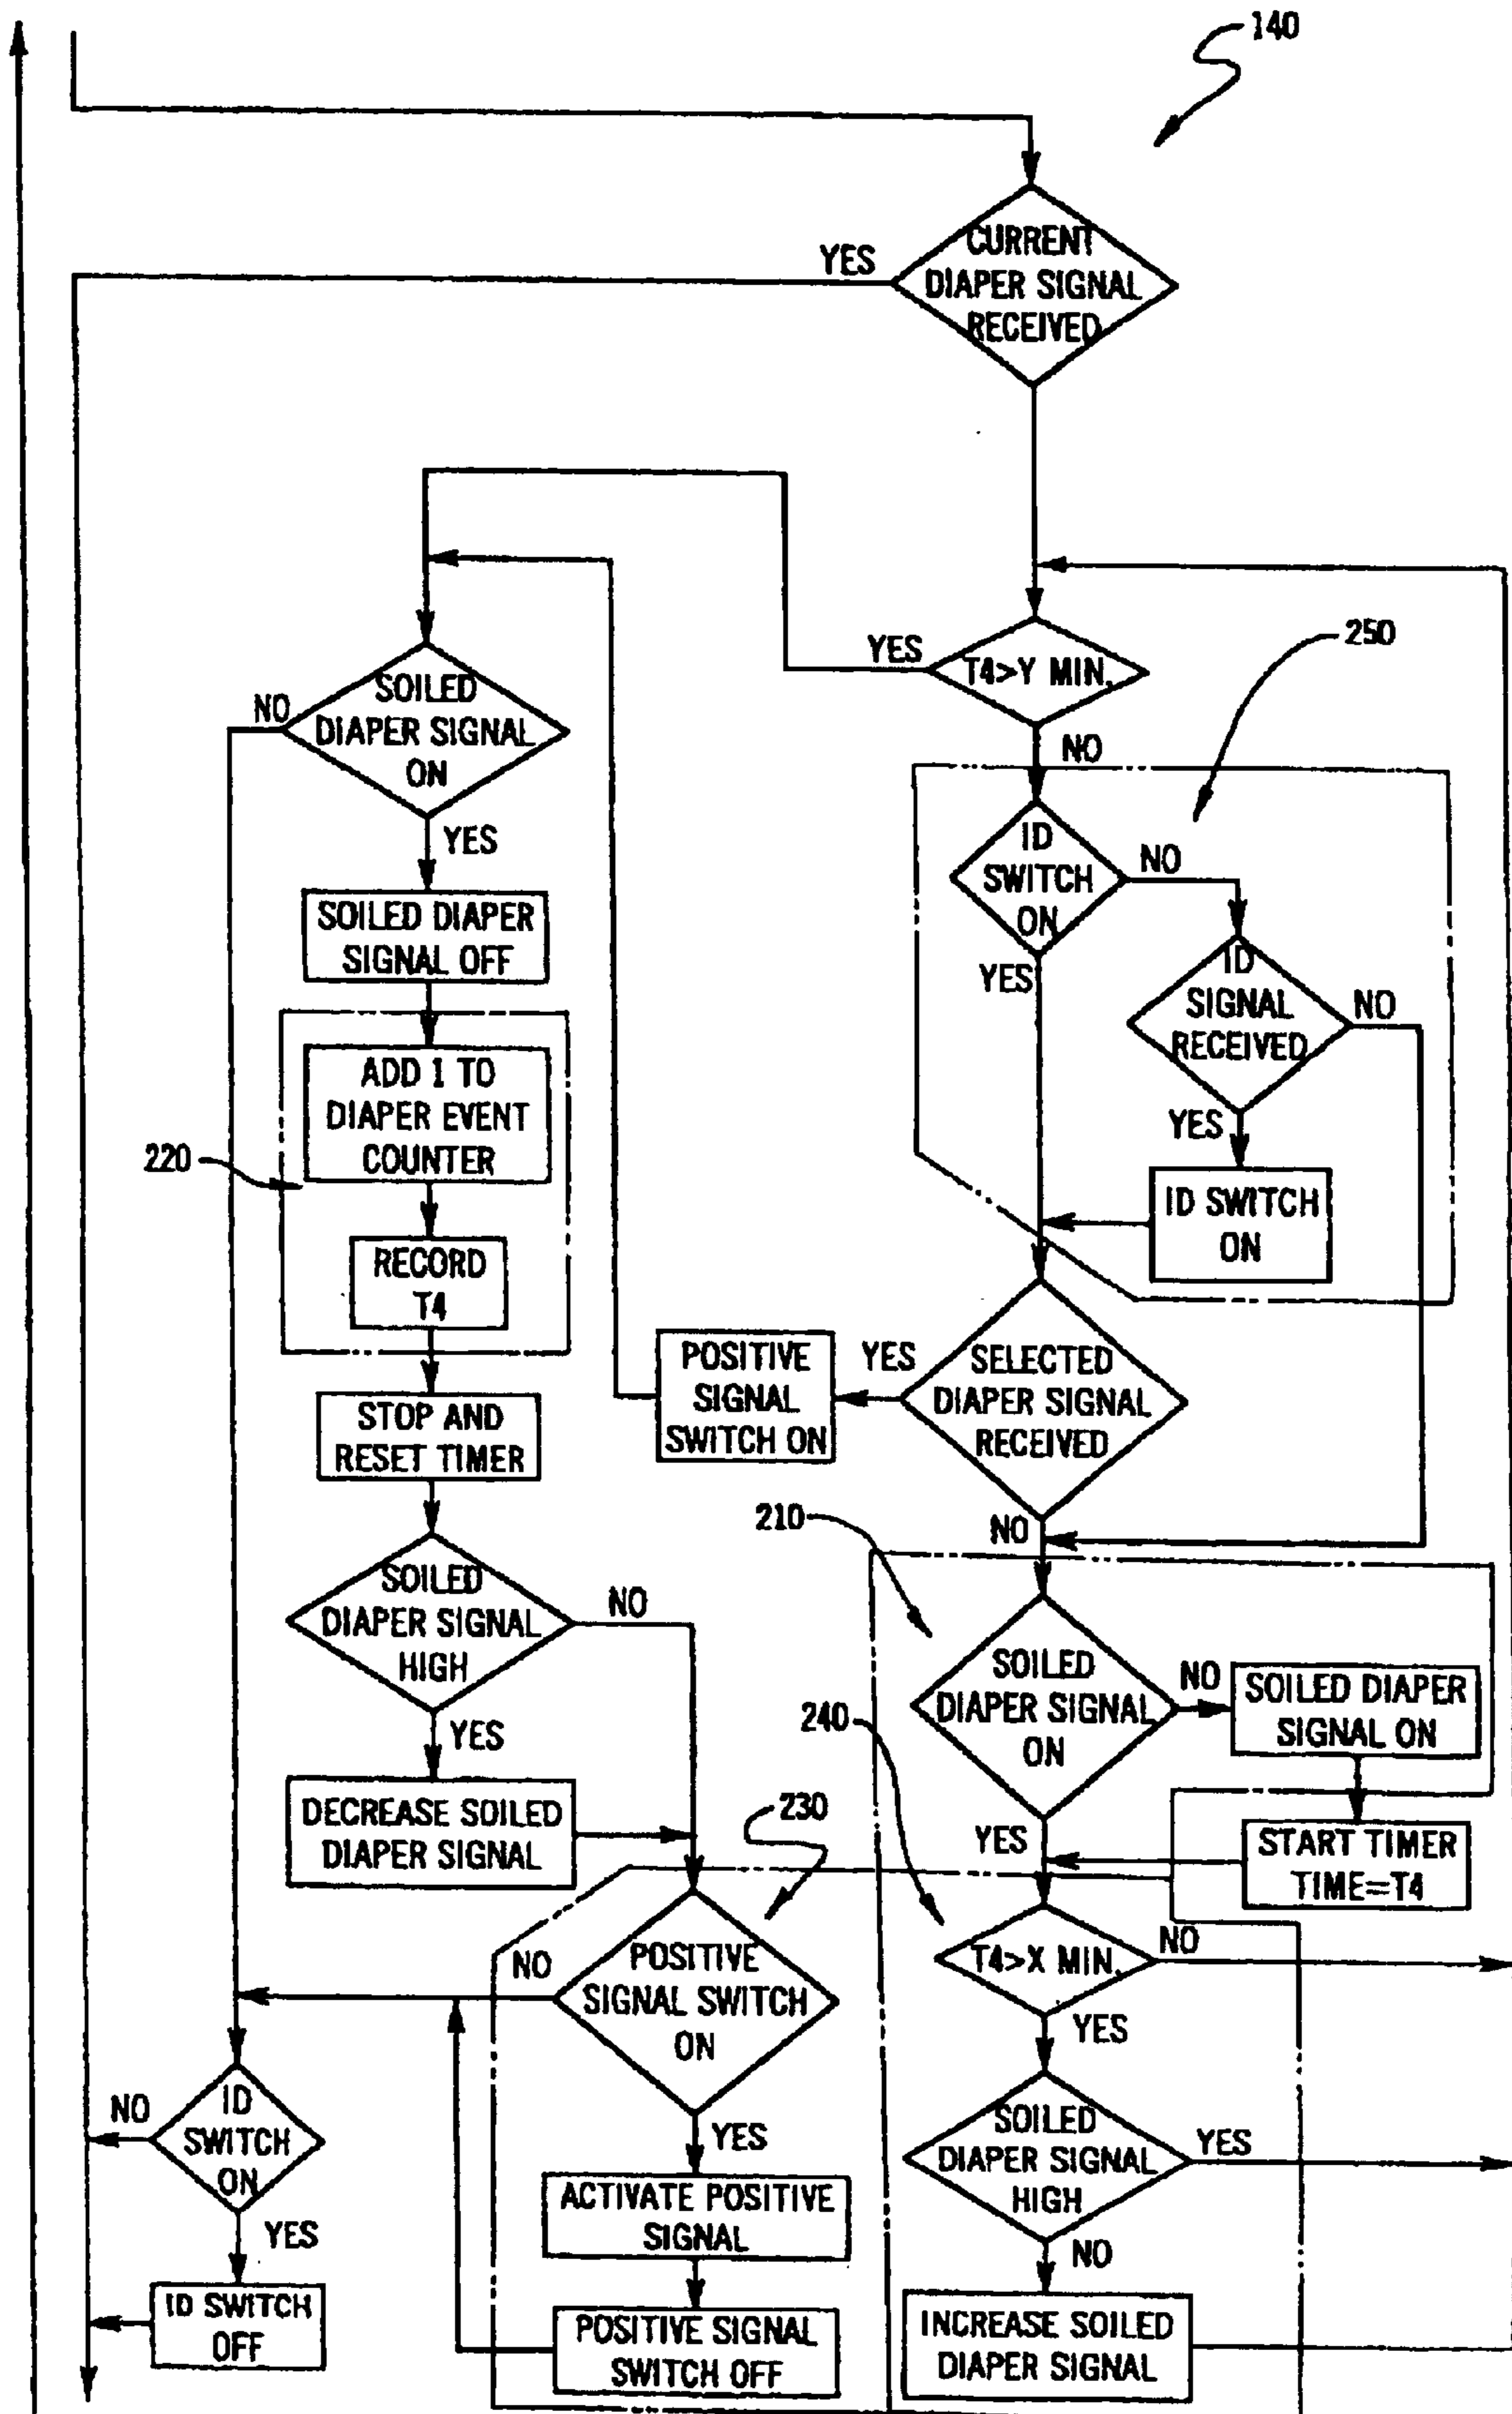 140
CURRENT
DIAPER SIGNAL
RECEIVED
YES
T4>Y MIN.
YES
NO
250
SOILED
DIAPER SIGNAL
ON
NO
YES
ID
SWITCH
ON
NO
YES
ID
SIGNAL
RECEIVED
NO
YES
ID SWITCH
ON
SOILED DIAPER
SIGNAL OFF
ADD 1 TO
DIAPER EVENT
COUNTER
220
RECORD
T4
STOP AND
RESET TIMER
POSITIVE
SIGNAL
SWITCH ON
YES
SELECTED
DIAPER SIGNAL
RECEIVED
NO
210
SOILED
DIAPER SIGNAL
HIGH
NO
YES
SOILED
DIAPER SIGNAL
ON
NO
YES
SOILED DIAPER
SIGNAL ON
240
DECREASE SOILED
DIAPER SIGNAL
230
START TIMER
TIME=T4
POSITIVE
SIGNAL SWITCH
ON
NO
YES
T4>X MIN.
NO
YES
ID
SWITCH
ON
NO
YES
SOILED
DIAPER SIGNAL
HIGH
YES
NO
ACTIVATE POSITIVE
SIGNAL
ID SWITCH
OFF
POSITIVE SIGNAL
SWITCH OFF
INCREASE SOILED
DIAPER SIGNAL